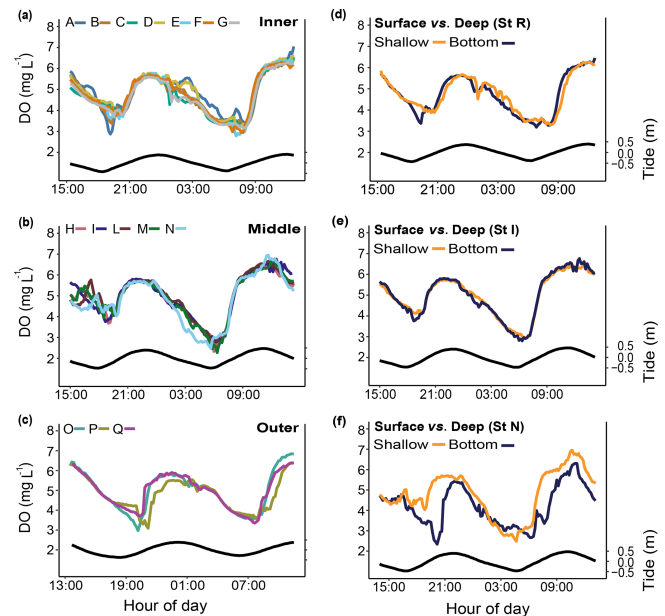 (a) Inner
A B C D E F G
DO (mg L⁻¹)
7
6
5
4
3
2
15:00 21:00 03:00 09:00
(d) Surface vs. Deep (St R)
Shallow Bottom
7
6
5
4
3
2
0.5
0.0
−0.5
Tide (m)
15:00 21:00 03:00 09:00
(b) Middle
H I L M N
DO (mg L⁻¹)
8
7
6
5
4
3
2
15:00 21:00 03:00 09:00
(e) Surface vs. Deep (St I)
Shallow Bottom
8
7
6
5
4
3
2
0.5
0.0
−0.5
Tide (m)
15:00 21:00 03:00 09:00
(c) Outer
O P Q
DO (mg L⁻¹)
8
7
6
5
4
3
2
13:00 19:00 01:00 07:00
Hour of day
(f) Surface vs. Deep (St N)
Shallow Bottom
8
7
6
5
4
3
2
0.5
0.0
−0.5
Tide (m)
15:00 21:00 03:00 09:00
Hour of day